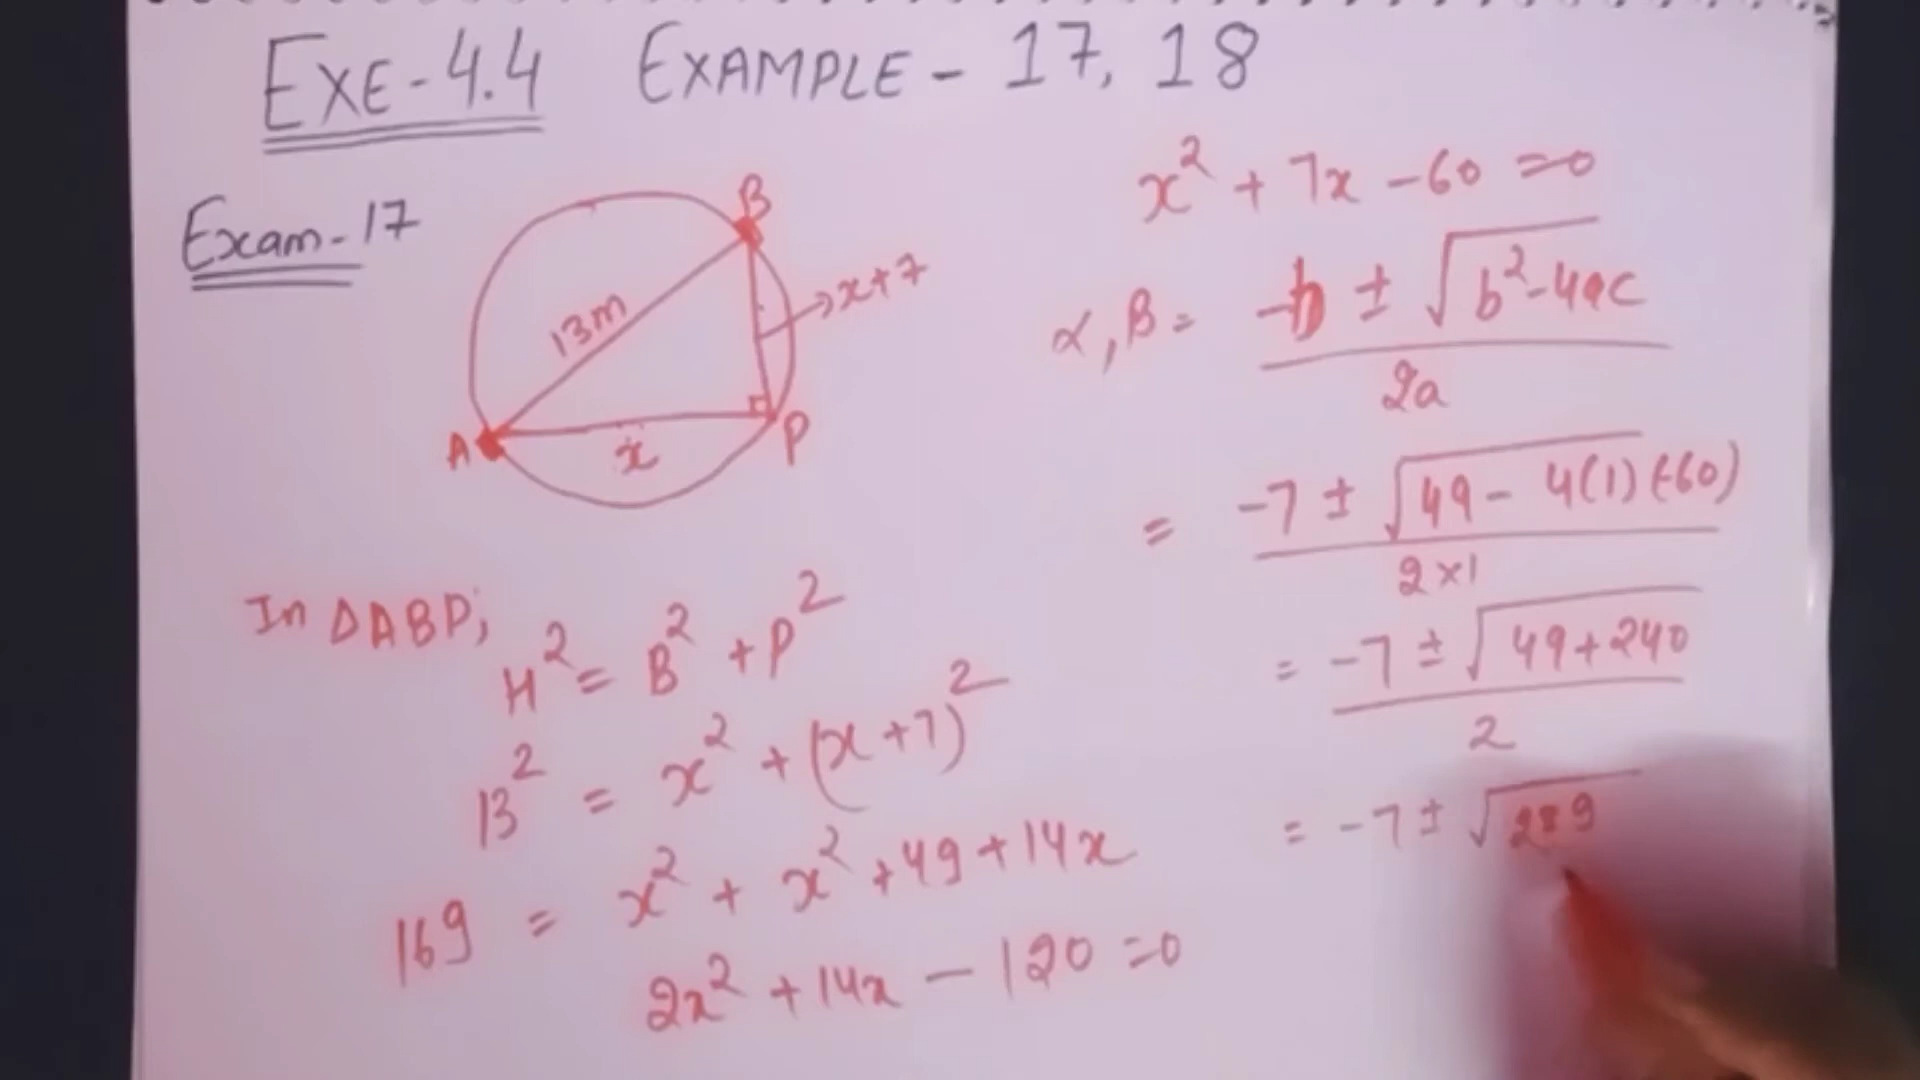 EXE-4.4 EXAMPLE - 17, 18
Exam-17
B
13m
→x+7
A
x
P
In ΔABP;
H² = B² + P²
13² = x² + (x+7)²
169 = x² + x² + 49 + 14x
2x² + 14x - 120 = 0
x² + 7x - 60 = 0
α, β = -b ± √b²-4ac
2a
= -7 ± √49 - 4(1)(-60)
2×1
= -7 ± √49+240
2
= -7 ± √289